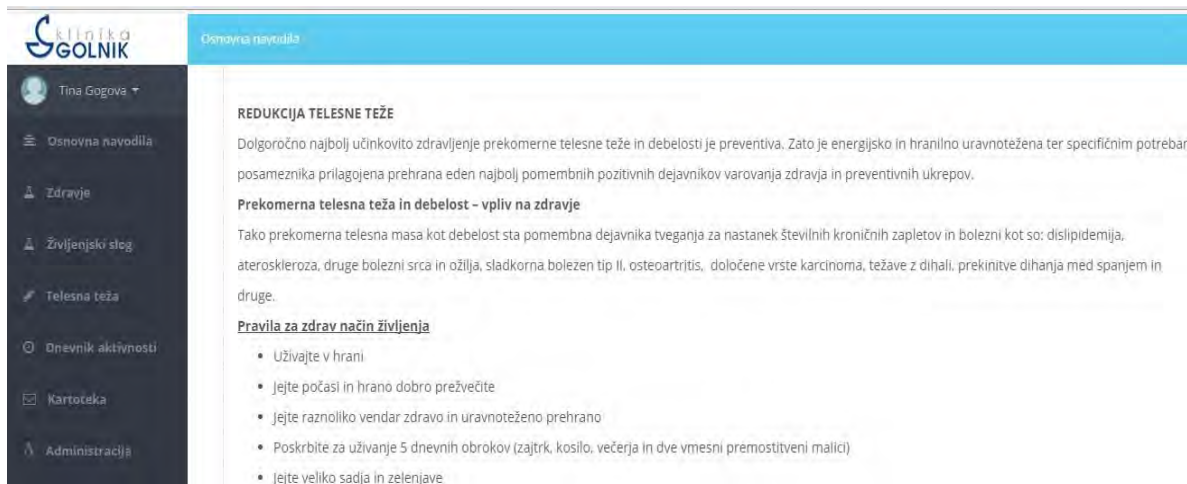 klinika
GOLNIK
Osnovna navodila
Tina Gogova
Osnovna navodila
Zdravje
Življenjski slog
Telesna teža
Dnevnik aktivnosti
Kartoteka
Administracija
REDUKCIJA TELESNE TEŽE
Dolgoročno najbolj učinkovito zdravljenje prekomerne telesne teže in debelosti je preventiva. Zato je energijsko in hranilno uravnotežena ter specifičnim potrebam
posameznika prilagojena prehrana eden najbolj pomembnih pozitivnih dejavnikov varovanja zdravja in preventivnih ukrepov.
Prekomerna telesna teža in debelost – vpliv na zdravje
Tako prekomerna telesna masa kot debelost sta pomembna dejavnika tveganja za nastanek številnih kroničnih zapletov in bolezni kot so: dislipidemija,
ateroskleroza, druge bolezni srca in ožilja, sladkorna bolezen tip II, osteoartritis, določene vrste karcinoma, težave z dihali, prekinitve dihanja med spanjem in
druge.
Pravila za zdrav način življenja
• Uživajte v hrani
• Jejte počasi in hrano dobro prežvečite
• Jejte raznoliko vendar zdravo in uravnoteženo prehrano
• Poskrbite za uživanje 5 dnevnih obrokov (zajtrk, kosilo, večerja in dve vmesni premostitveni malici)
• Jejte veliko sadja in zelenjave